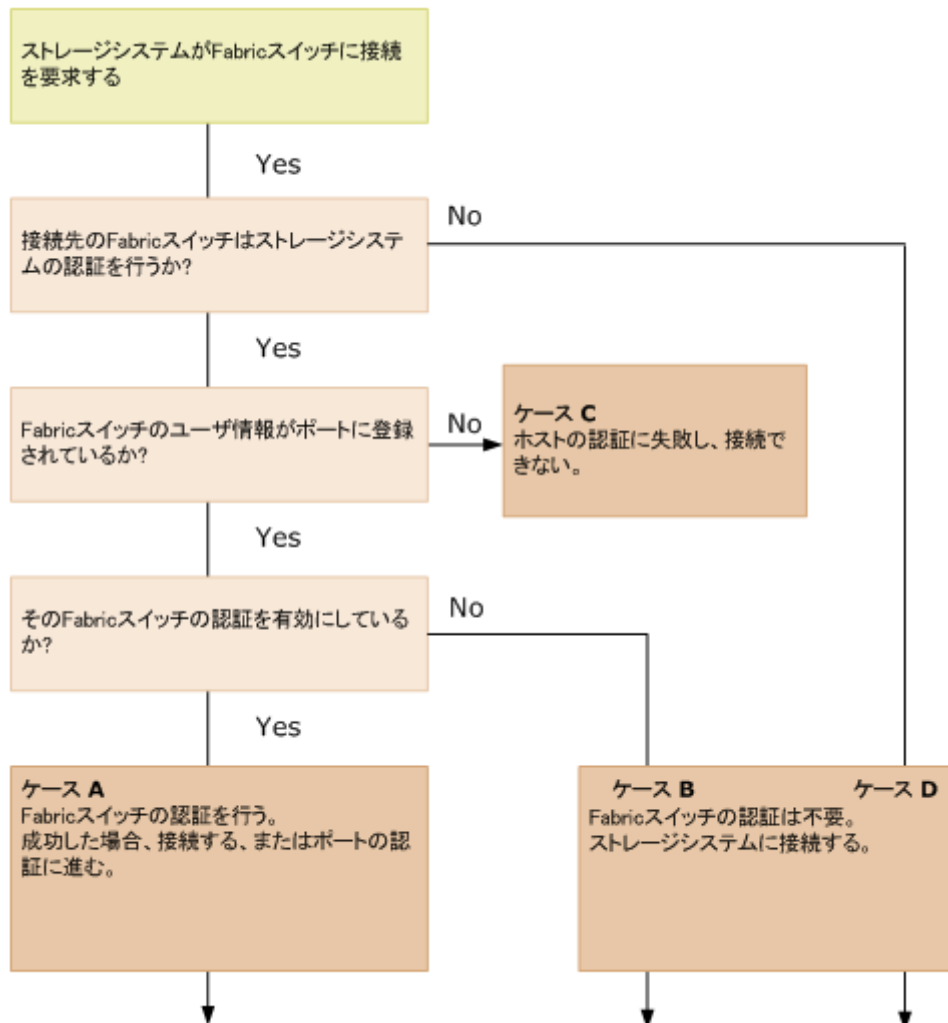 ストレージシステムがFabricスイッチに接続
を要求する
Yes
No
接続先のFabricスイッチはストレージシステ
ムの認証を行うか?
Yes
Fabricスイッチのユーザ情報がポートに登録
されているか?
No
ケース C
ホストの認証に失敗し、接続で
きない。
Yes
そのFabricスイッチの認証を有効にしている
か?
No
Yes
ケース A
Fabricスイッチの認証を行う。
成功した場合、接続する、またはポートの認
証に進む。
ケース B ケース D
Fabricスイッチの認証は不要。
ストレージシステムに接続する。